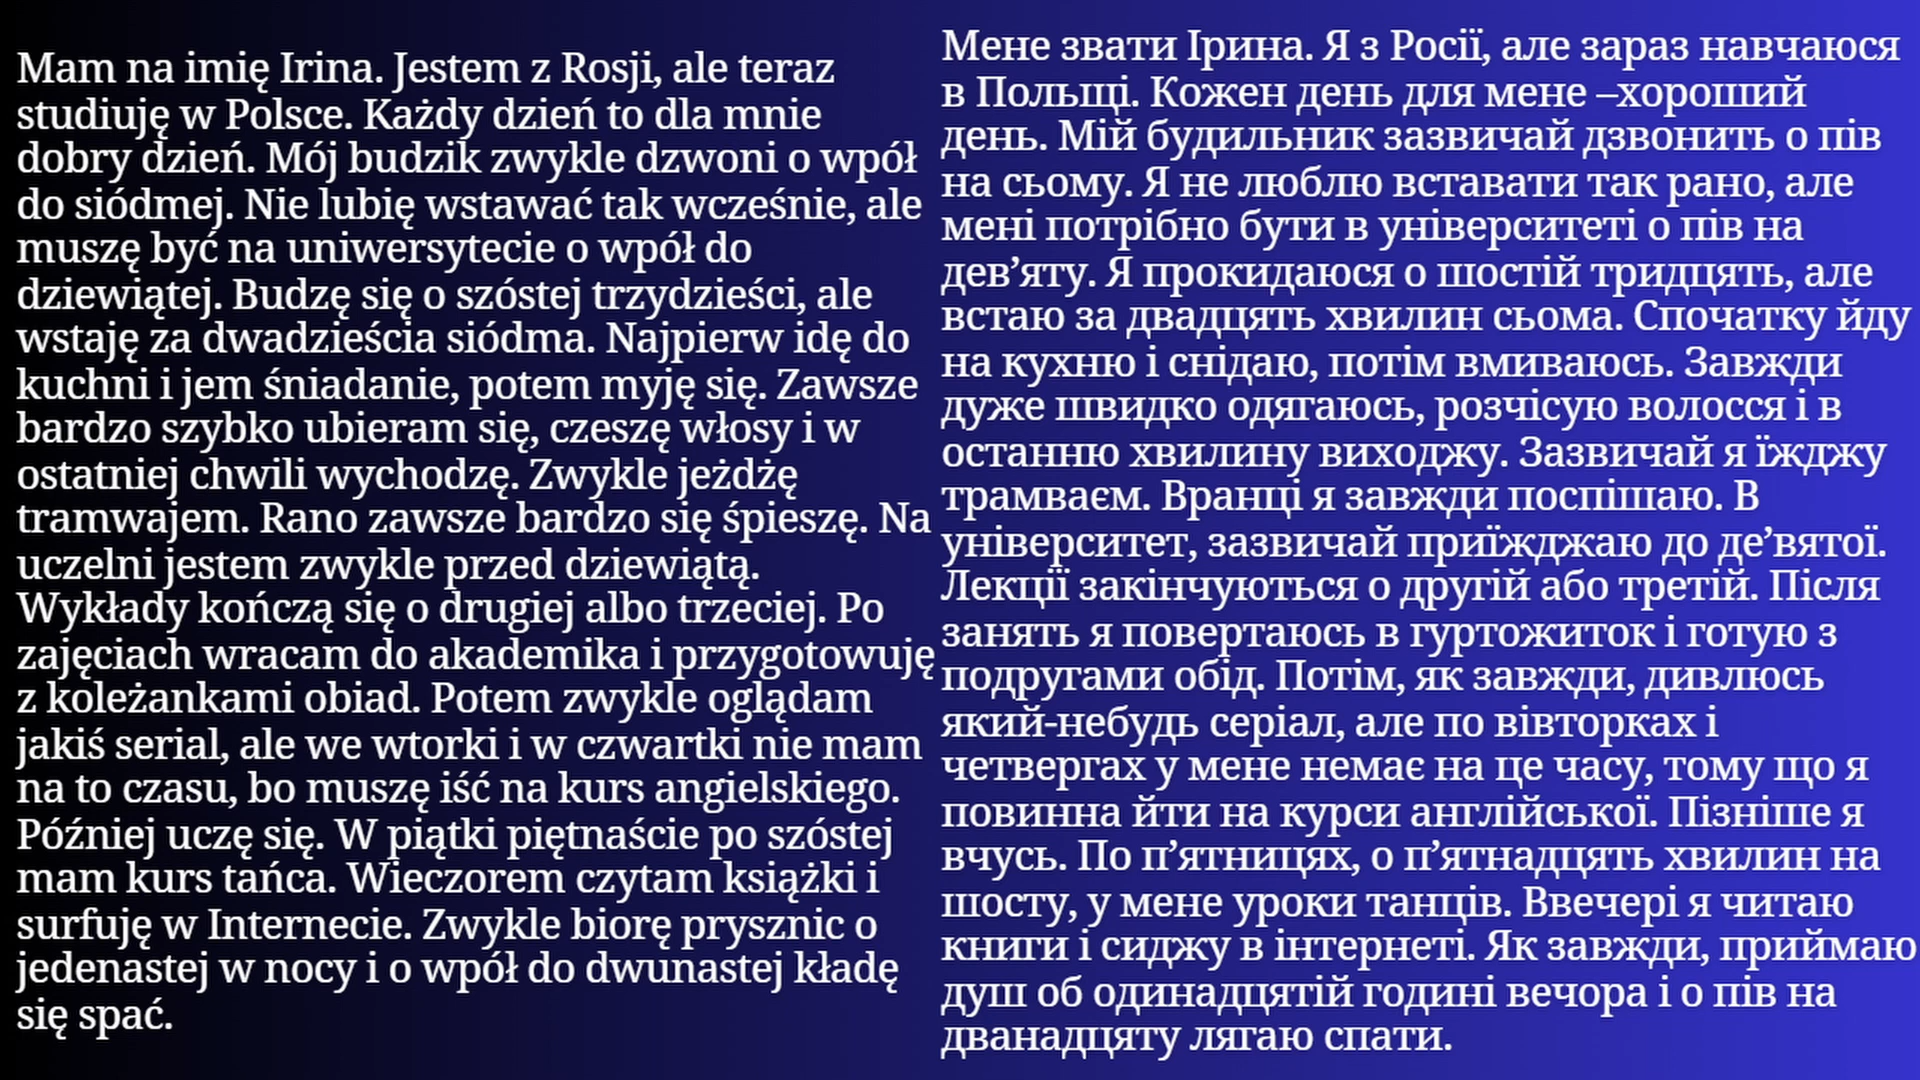 Mam na imię Irina. Jestem z Rosji, ale teraz
studiuję w Polsce. Każdy dzień to dla mnie
dobry dzień. Mój budzik zwykle dzwoni o wpół
do siódmej. Nie lubię wstawać tak wcześnie, ale
muszę być na uniwersytecie o wpół do
dziewiątej. Budzę się o szóstej trzydzieści, ale
wstaję za dwadzieścia siódma. Najpierw idę do
kuchni i jem śniadanie, potem myję się. Zawsze
bardzo szybko ubieram się, czeszę włosy i w
ostatniej chwili wychodzę. Zwykle jeżdżę
tramwajem. Rano zawsze bardzo się śpieszę. Na
uczelni jestem zwykle przed dziewiątą.
Wykłady kończą się o drugiej albo trzeciej. Po
zajęciach wracam do akademika i przygotowuję
z koleżankami obiad. Potem zwykle oglądam
jakiś serial, ale we wtorki i w czwartki nie mam
na to czasu, bo muszę iść na kurs angielskiego.
Później uczę się. W piątki piętnaście po szóstej
mam kurs tańca. Wieczorem czytam książki i
surfuję w Internecie. Zwykle biorę prysznic o
jedenastej w nocy i o wpół do dwunastej kładę
się spać.
Мене звати Ірина. Я з Росії, але зараз навчаюся
в Польщі. Кожен день для мене –хороший
день. Мій будильник зазвичай дзвонить о пів
на сьому. Я не люблю вставати так рано, але
мені потрібно бути в університеті о пів на
дев’яту. Я прокидаюся о шостій тридцять, але
встаю за двадцять хвилин сьома. Спочатку йду
на кухню і снідаю, потім вмиваюсь. Завжди
дуже швидко одягаюсь, розчісую волосся і в
останню хвилину виходжу. Зазвичай я їжджу
трамваєм. Вранці я завжди поспішаю. В
університет, зазвичай приїжджаю до де’вятої.
Лекції закінчуються о другій або третій. Після
занять я повертаюсь в гуртожиток і готую з
подругами обід. Потім, як завжди, дивлюсь
який-небудь серіал, але по вівторках і
четвергах у мене немає на це часу, тому що я
повинна йти на курси англійської. Пізніше я
вчусь. По п’ятницях, о п’ятнадцять хвилин на
шосту, у мене уроки танців. Ввечері я читаю
книги і сиджу в інтернеті. Як завжди, приймаю
душ об одинадцятій годині вечора і о пів на
дванадцяту лягаю спати.